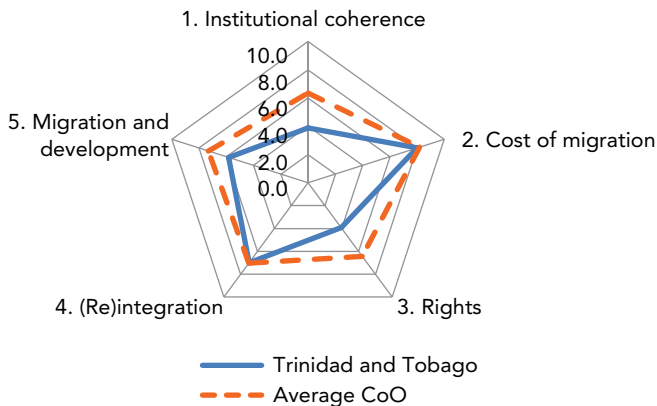 1. Institutional coherence
10.0
8.0
6.0
4.0
2.0
0.0
5. Migration and
development
2. Cost of migration
4. (Re)integration
3. Rights
Trinidad and Tobago
Average CoO